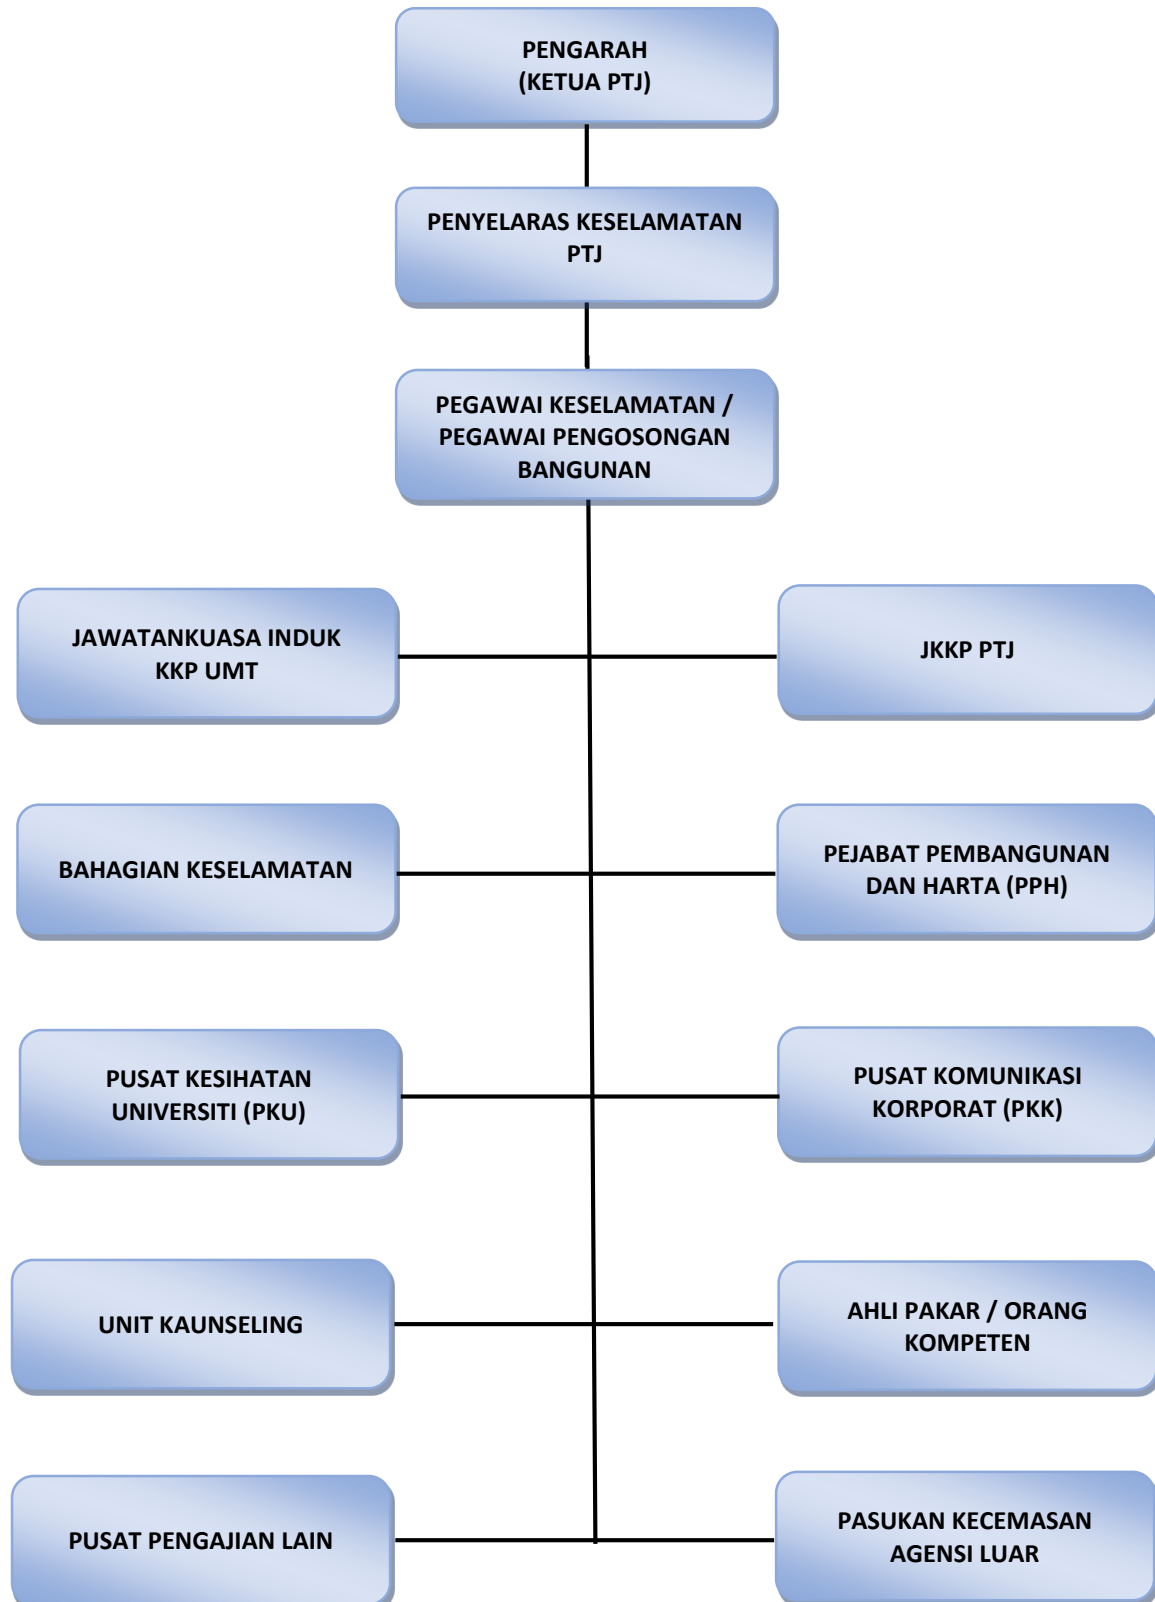 PENGARAH
(KETUA PTJ)
PENYELARAS KESELAMATAN
PTJ
PEGAWAI KESELAMATAN /
PEGAWAI PENGOSONGAN
BANGUNAN
JAWATANKUASA INDUK
KKP UMT
JKKP PTJ
BAHAGIAN KESELAMATAN
PEJABAT PEMBANGUNAN
DAN HARTA (PPH)
PUSAT KESIHATAN
UNIVERSITI (PKU)
PUSAT KOMUNIKASI
KORPORAT (PKK)
UNIT KAUNSELING
AHLI PAKAR / ORANG
KOMPETEN
PUSAT PENGAJIAN LAIN
PASUKAN KECEMASAN
AGENSI LUAR